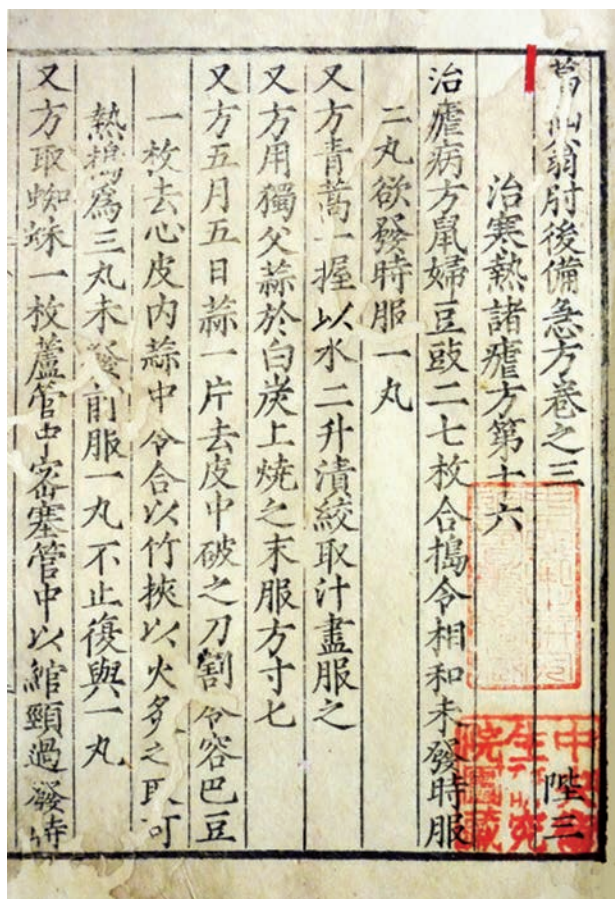 葛仙翁肘後備急方卷之三 陛三
治寒熱諸瘧方第十六
治瘧病方鼠婦豆豉二七枚合搗令相和未發時服
二丸欲發時服一丸
又方青蒿一握以水二升漬絞取汁盡服之
又方用獨父蒜於白炭上燒之末服方寸匕
又方五月五日蒜一片去皮中破之刀割令容巴豆
一枚去心皮內蒜中令合以竹挾以火炙之取可
熱搗爲三丸未發前服一丸不止復與一丸
又方取蜘蛛一枚蘆管中密塞管中以綰頸過發時
中 院圖藏